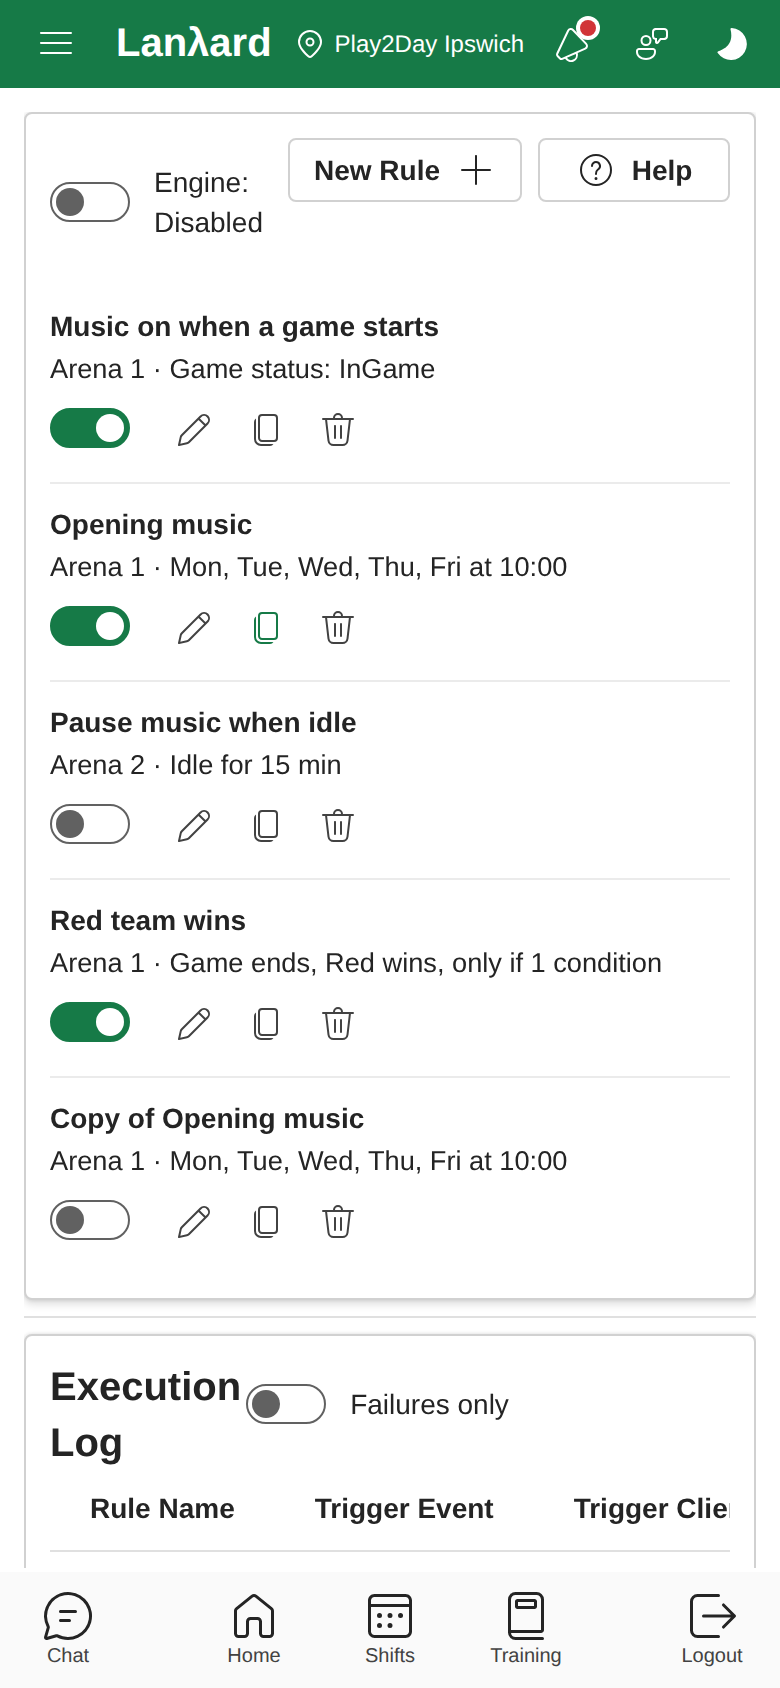 Lanλard
Play2Day Ipswich
Engine:
Disabled
New Rule
Help
Music on when a game starts
Arena 1 · Game status: InGame
Opening music
Arena 1 · Mon, Tue, Wed, Thu, Fri at 10:00
Pause music when idle
Arena 2 · Idle for 15 min
Red team wins
Arena 1 · Game ends, Red wins, only if 1 condition
Copy of Opening music
Arena 1 · Mon, Tue, Wed, Thu, Fri at 10:00
Execution
Log
Failures only
Rule Name Trigger Event Trigger
Chat Home Shifts Training Logout